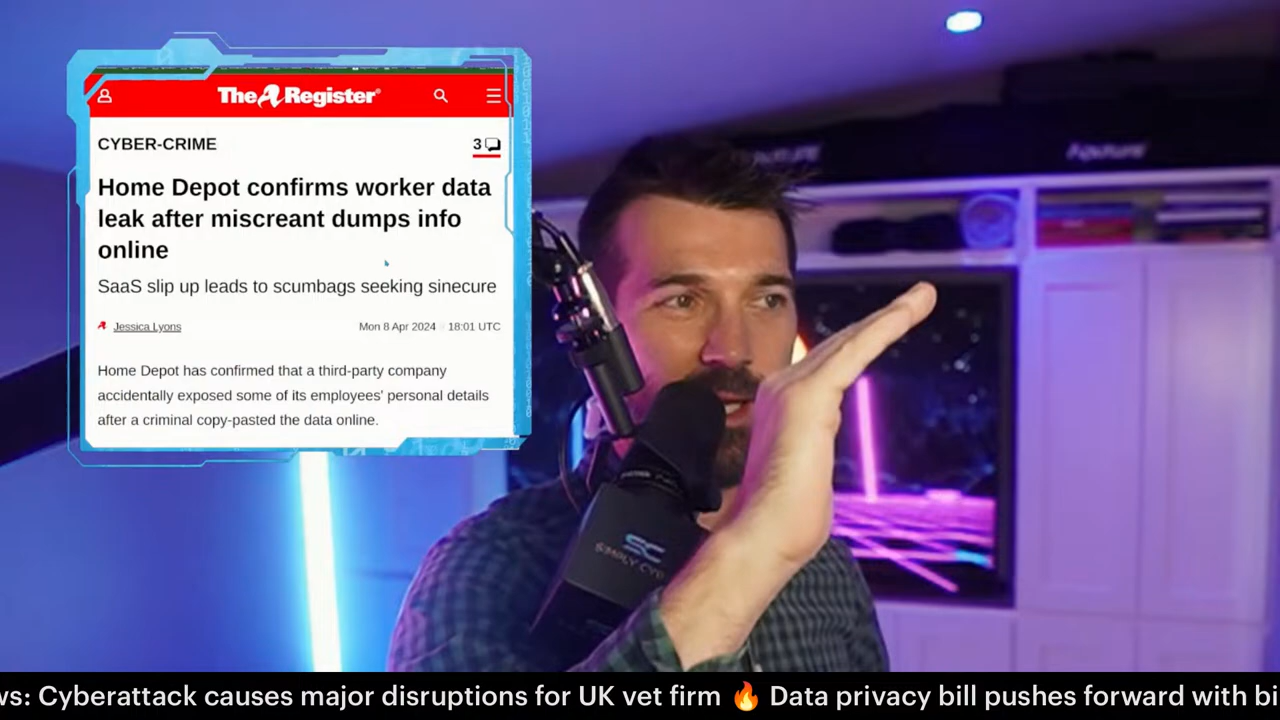 The Register®
CYBER-CRIME
3
Home Depot confirms worker data
leak after miscreant dumps info
online
SaaS slip up leads to scumbags seeking sinecure
Jessica Lyons
Mon 8 Apr 2024
18:01 UTC
Home Depot has confirmed that a third-party company
accidentally exposed some of its employees' personal details
after a criminal copy-pasted the data online.
SC
SIMPLY CYB
ws: Cyberattack causes major disruptions for UK vet firm 🔥 Data privacy bill pushes forward with bi